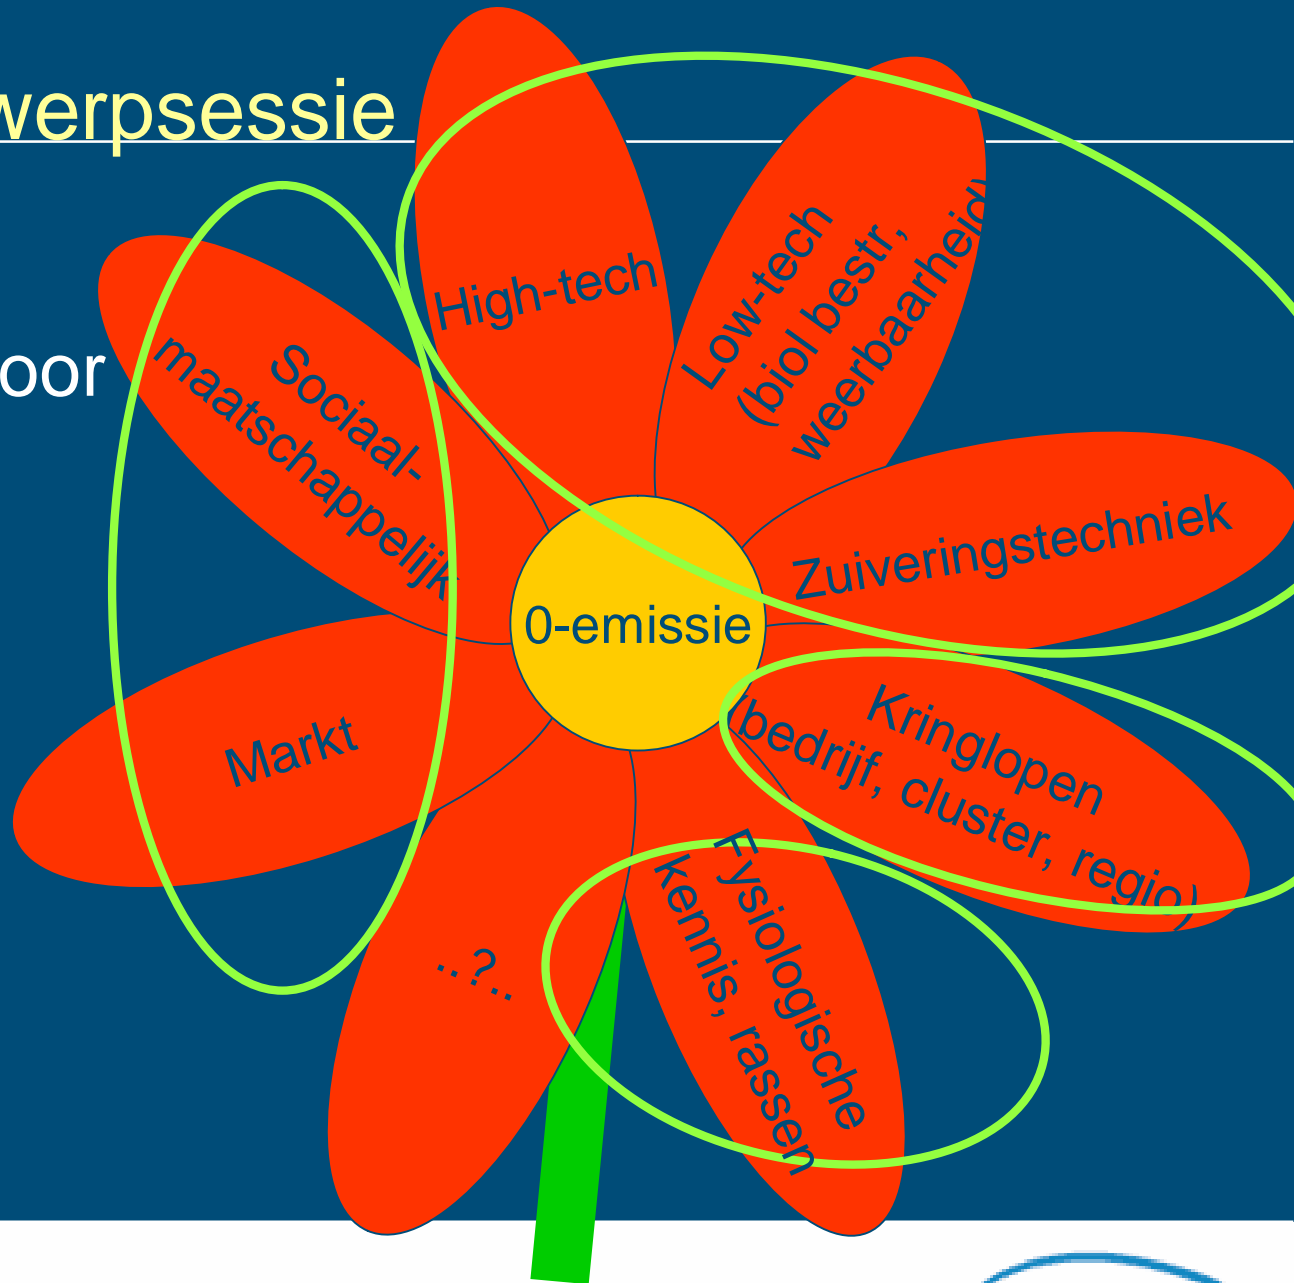 werpsessie
oor
High-tech
Low-tech
(biol bestr,
weerbaarheid)
Sociaal-
maatschappelijk
Zuiveringstechniek
0-emissie
Markt
Kringlopen
(bedrijf, cluster, regio)
Fysiologische
kennis, rassen
..?..